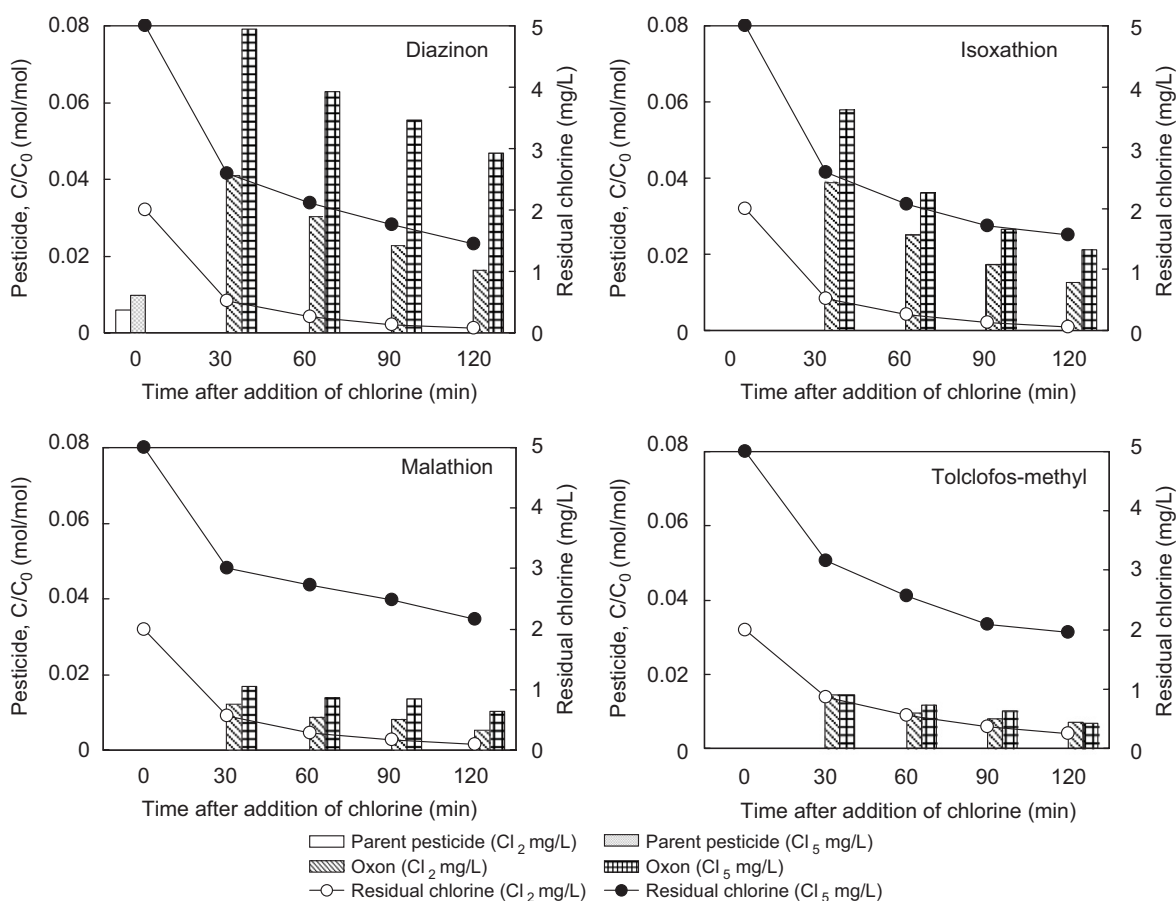 Diazinon
0.08
0.06
0.04
0.02
0
5
4
3
2
1
0
Pesticide, C/C0 (mol/mol)
Residual chlorine (mg/L)
0 30 60 90 120
Time after addition of chlorine (min)
Isoxathion
0.08
0.06
0.04
0.02
0
5
4
3
2
1
0
Pesticide, C/C0 (mol/mol)
Residual chlorine (mg/L)
0 30 60 90 120
Time after addition of chlorine (min)
Malathion
0.08
0.06
0.04
0.02
0
5
4
3
2
1
0
Pesticide, C/C0 (mol/mol)
Residual chlorine (mg/L)
0 30 60 90 120
Time after addition of chlorine (min)
Tolclofos-methyl
0.08
0.06
0.04
0.02
0
5
4
3
2
1
0
Pesticide, C/C0 (mol/mol)
Residual chlorine (mg/L)
0 30 60 90 120
Time after addition of chlorine (min)
Parent pesticide (Cl 2 mg/L)
Parent pesticide (Cl 5 mg/L)
Oxon (Cl 2 mg/L)
Oxon (Cl 5 mg/L)
Residual chlorine (Cl 2 mg/L)
Residual chlorine (Cl 5 mg/L)